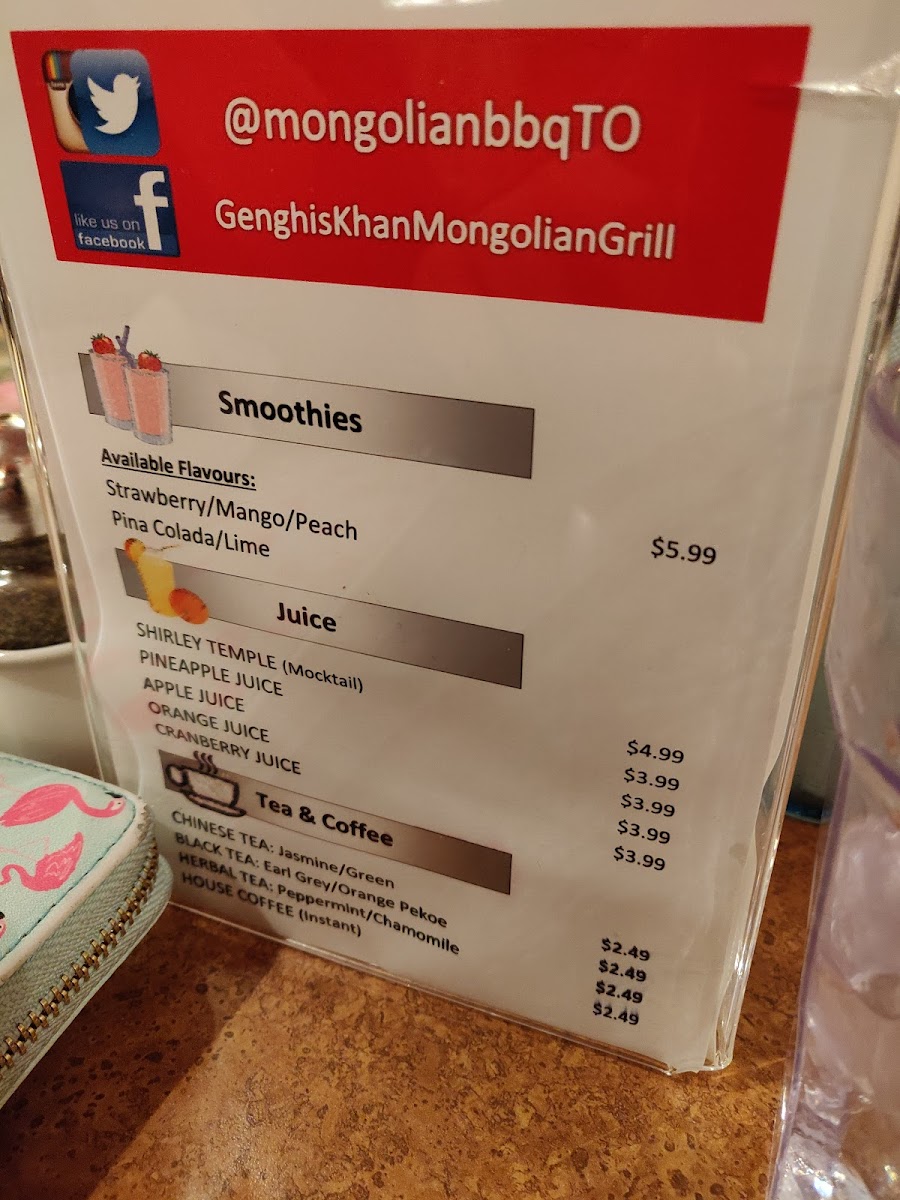 @mongolianbbqTO
like us on
facebook
GenghisKhanMongolianGrill
Smoothies
Available Flavours:
Strawberry/Mango/Peach
Pina Colada/Lime $5.99
Juice
SHIRLEY TEMPLE (Mocktail) $4.99
PINEAPPLE JUICE $3.99
APPLE JUICE $3.99
ORANGE JUICE $3.99
CRANBERRY JUICE $3.99
Tea & Coffee
CHINESE TEA: Jasmine/Green $2.49
BLACK TEA: Earl Grey/Orange Pekoe $2.49
HERBAL TEA: Peppermint/Chamomile $2.49
HOUSE COFFEE (Instant) $2.49